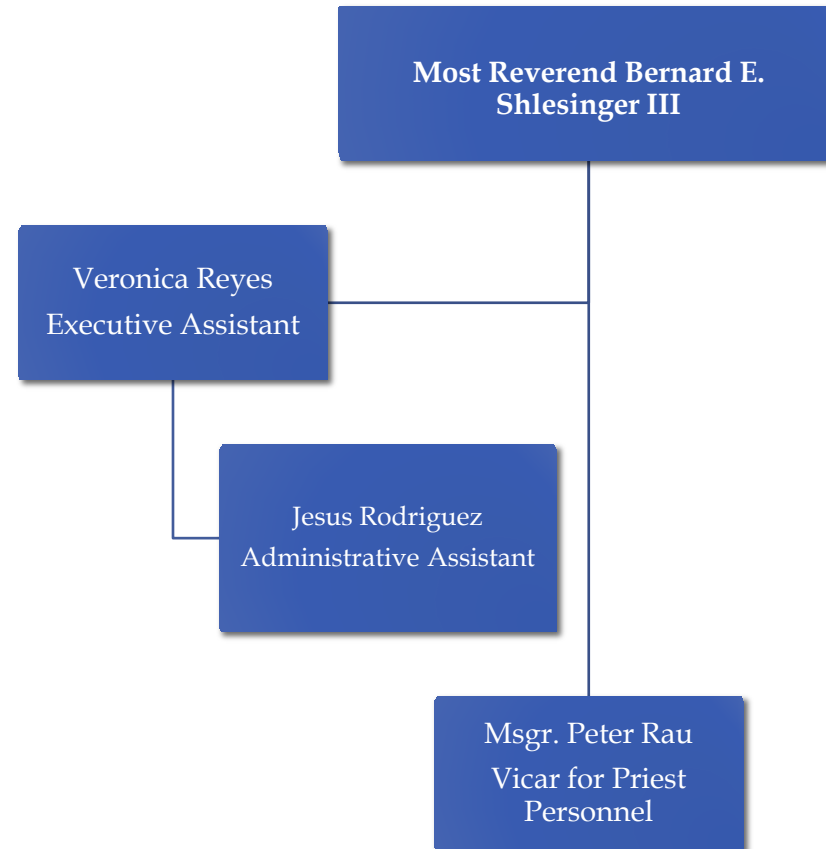 Most Reverend Bernard E.
Shlesinger III
Veronica Reyes
Executive Assistant
Jesus Rodriguez
Administrative Assistant
Msgr. Peter Rau
Vicar for Priest
Personnel